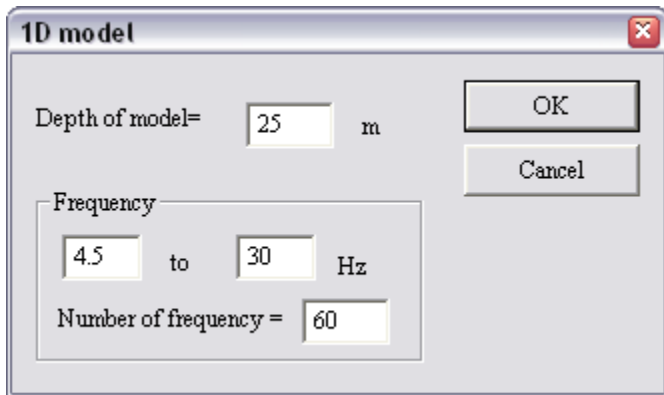 1D model
Depth of model= 25 m
OK
Cancel
Frequency
4.5 to 30 Hz
Number of frequency = 60